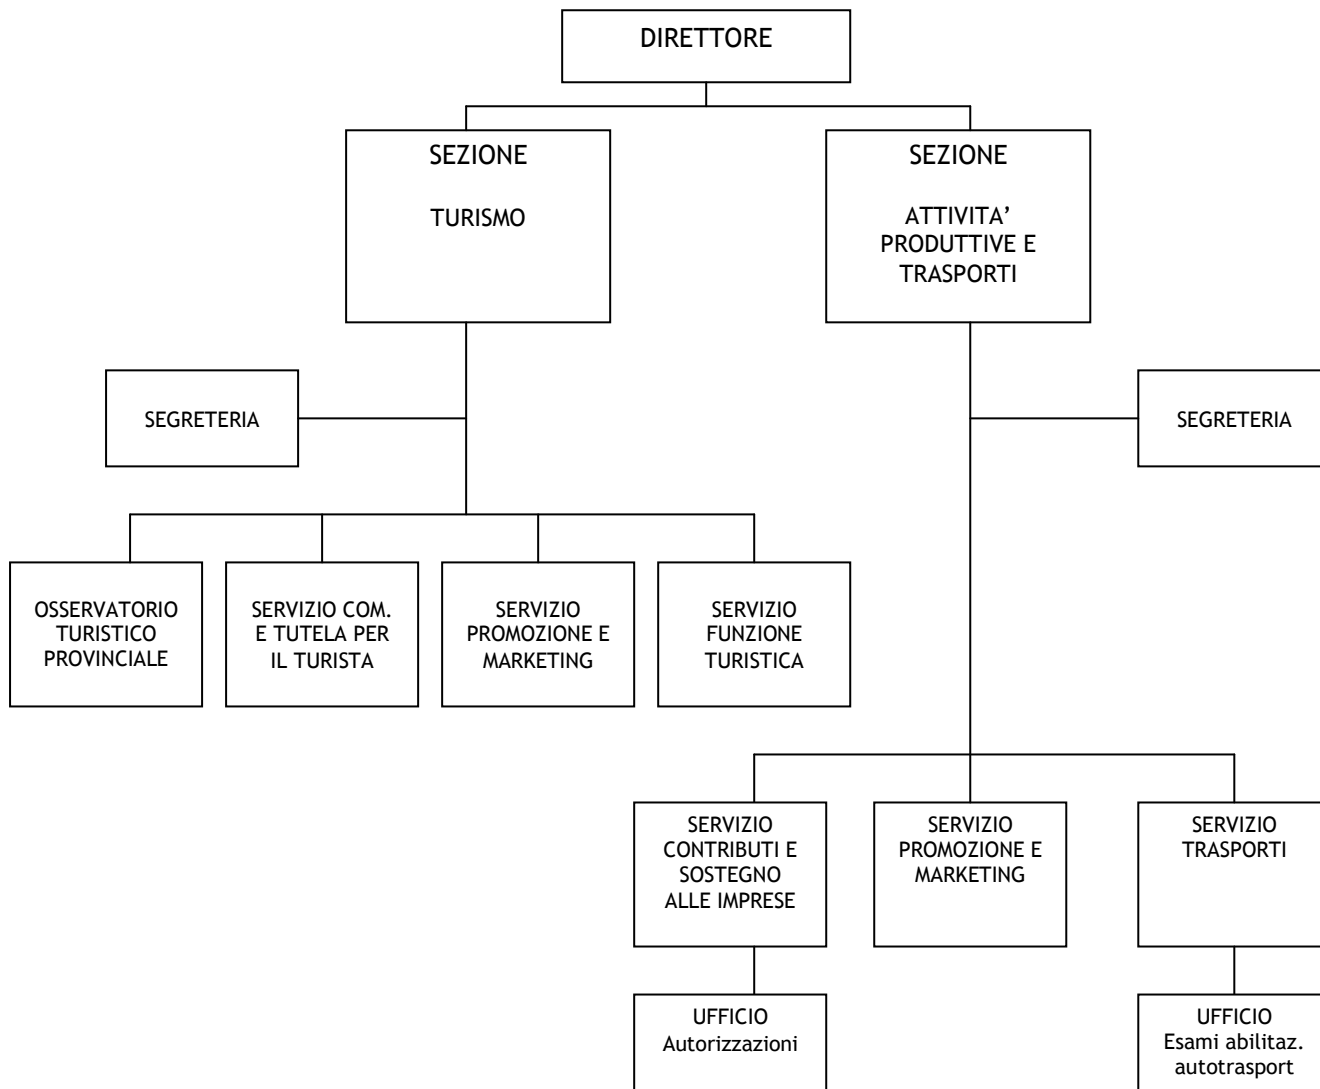 DIRETTORE
SEZIONE
TURISMO
SEZIONE
ATTIVITA’
PRODUTTIVE E
TRASPORTI
SEGRETERIA
SEGRETERIA
OSSERVATORIO
TURISTICO
PROVINCIALE
SERVIZIO COM.
E TUTELA PER
IL TURISTA
SERVIZIO
PROMOZIONE E
MARKETING
SERVIZIO
FUNZIONE
TURISTICA
SERVIZIO
CONTRIBUTI E
SOSTEGNO
ALLE IMPRESE
SERVIZIO
PROMOZIONE E
MARKETING
SERVIZIO
TRASPORTI
UFFICIO
Autorizzazioni
UFFICIO
Esami abilitaz.
autotrasport